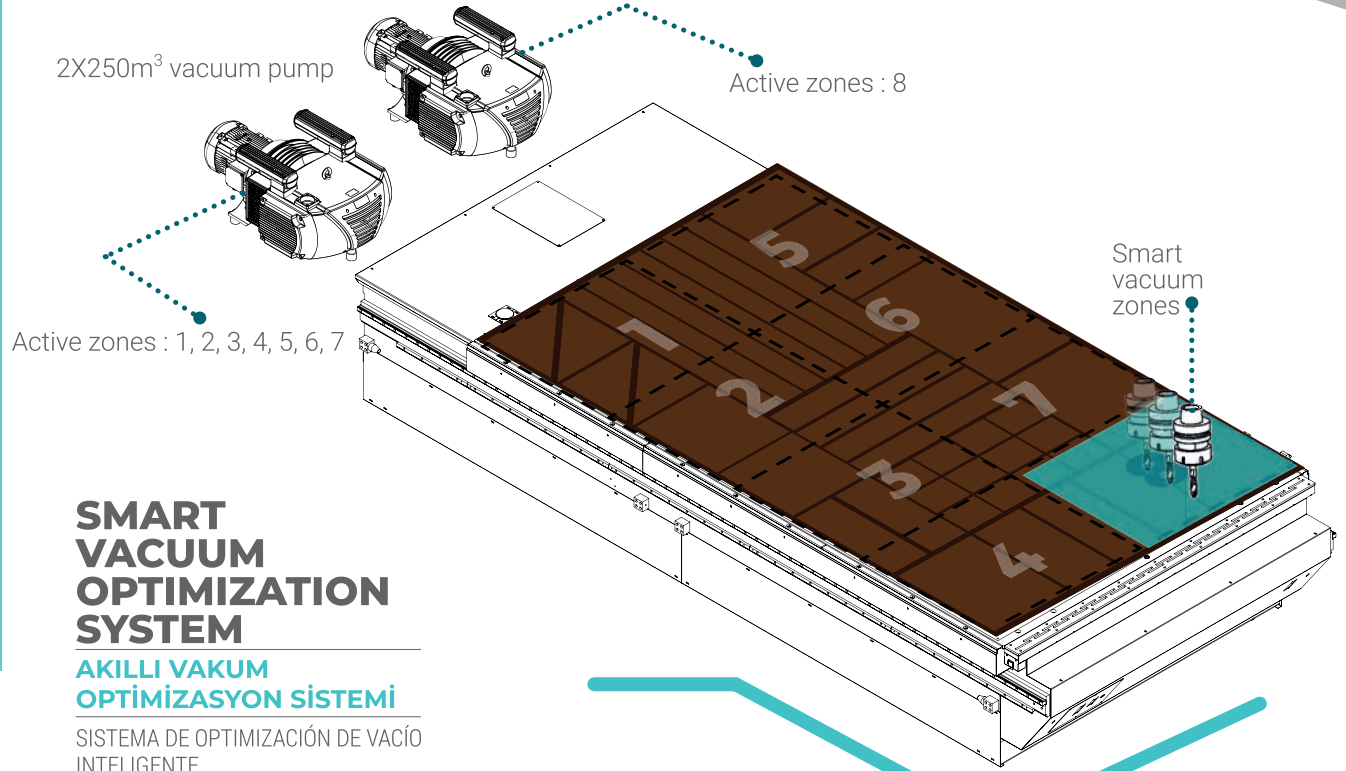 2X250m³ vacuum pump
Active zones : 8
Active zones : 1, 2, 3, 4, 5, 6, 7
Smart
vacuum
zones
5
6
1
2
7
3
4
SMART
VACUUM
OPTIMIZATION
SYSTEM
AKILLI VAKUM
OPTİMİZASYON SİSTEMİ
SISTEMA DE OPTIMIZACIÓN DE VACÍO
INTELIGENTE